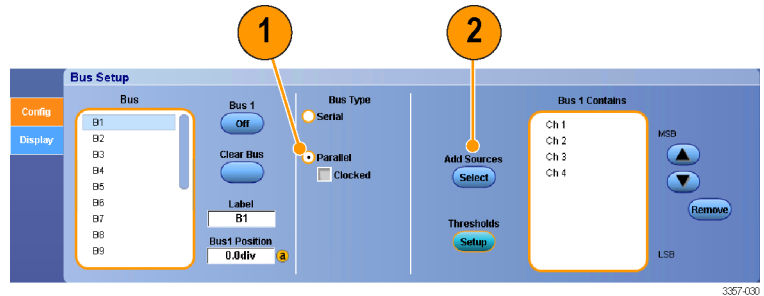 1
2
Bus Setup
Config
Display
Bus
B1
B2
B3
B4
B5
B6
B7
B8
B9
Bus 1
Off
Clear Bus
Label
B1
Bus1 Position
0.0div
a
Bus Type
Serial
Parallel
Clocked
Add Sources
Select
Thresholds
Setup
Bus 1 Contains
Ch 1
Ch 2
Ch 3
Ch 4
MSB
Remove
LSB
3357-030